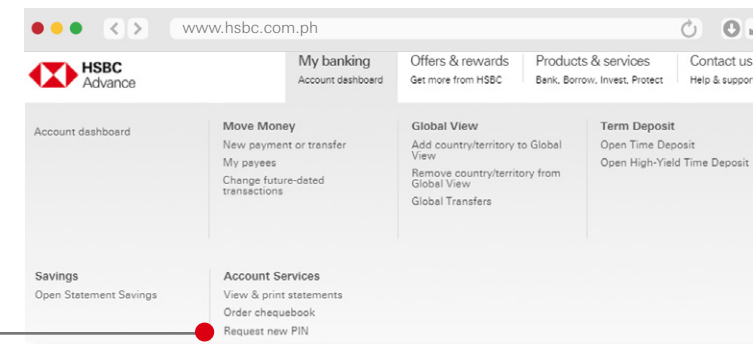 www.hsbc.com.ph
HSBC
Advance
My banking
Account dashboard
Offers & rewards
Get more from HSBC
Products & services
Bank, Borrow, Invest, Protect
Contact us
Help & suppor
Account dashboard
Move Money
New payment or transfer
My payees
Change future-dated
transactions
Global View
Add country/territory to Global
View
Remove country/territory from
Global View
Global Transfers
Term Deposit
Open Time Deposit
Open High-Yield Time Deposit
Savings
Open Statement Savings
Account Services
View & print statements
Order chequebook
Request new PIN